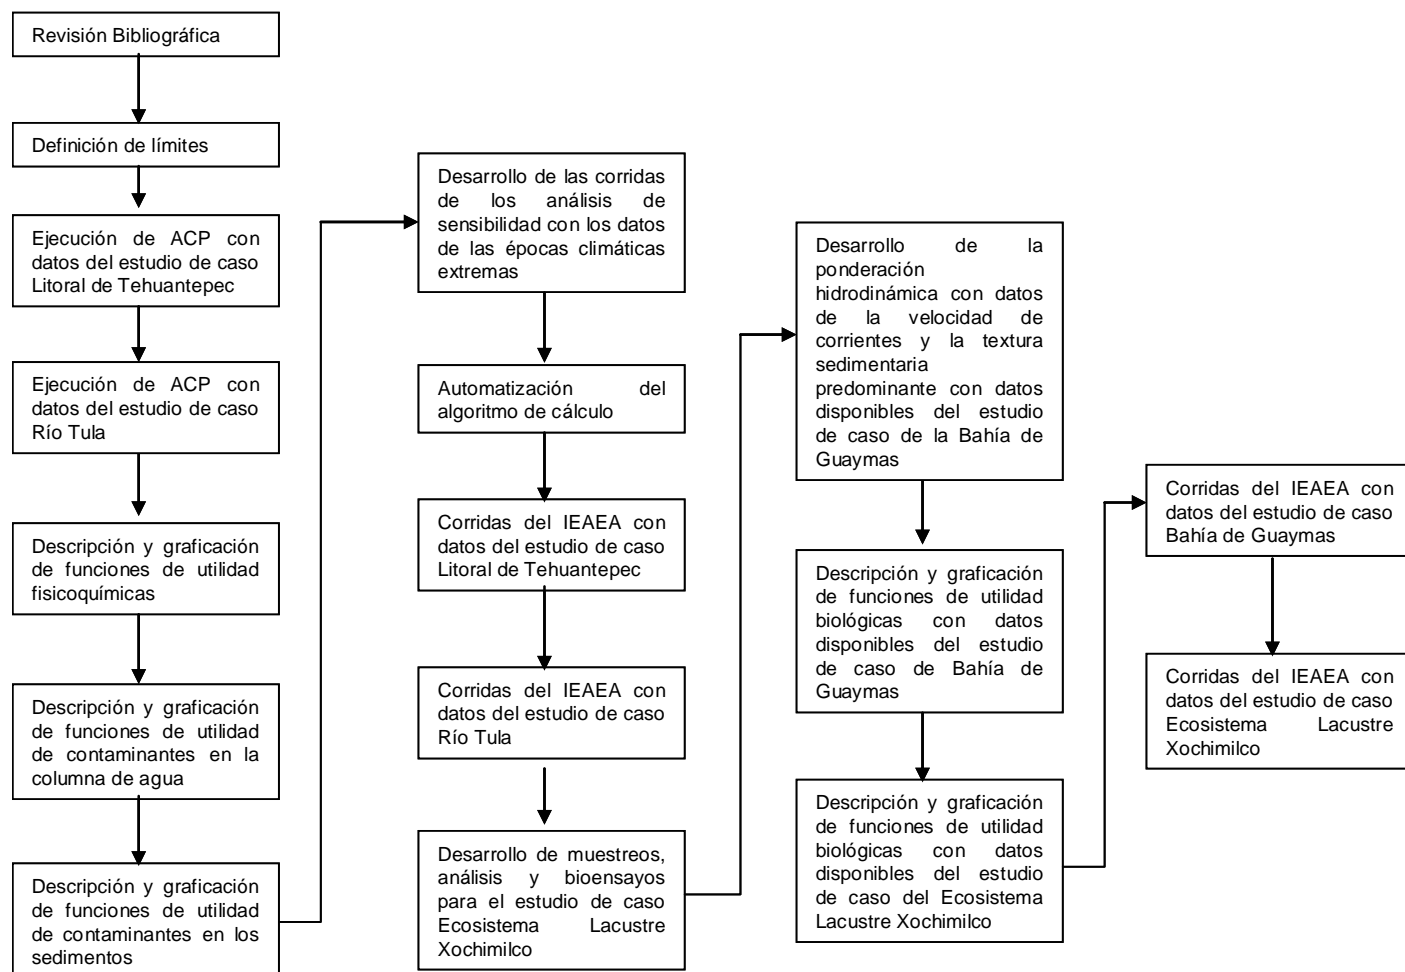 Revisión Bibliográfica
Definición de límites
Ejecución de ACP con
datos del estudio de caso
Litoral de Tehuantepec
Ejecución de ACP con
datos del estudio de caso
Río Tula
Descripción y graficación
de funciones de utilidad
fisicoquímicas
Descripción y graficación
de funciones de utilidad
de contaminantes en la
columna de agua
Descripción y graficación
de funciones de utilidad
de contaminantes en los
sedimentos
Desarrollo de las corridas
de los análisis de
sensibilidad con los datos
de las épocas climáticas
extremas
Automatización del
algoritmo de cálculo
Corridas del IEAEA con
datos del estudio de caso
Litoral de Tehuantepec
Corridas del IEAEA con
datos del estudio de caso
Río Tula
Desarrollo de muestreos,
análisis y bioensayos
para el estudio de caso
Ecosistema Lacustre
Xochimilco
Desarrollo de la
ponderación
hidrodinámica con datos
de la velocidad de
corrientes y la textura
sedimentaria
predominante con datos
disponibles del estudio
de caso de la Bahía de
Guaymas
Descripción y graficación
de funciones de utilidad
biológicas con datos
disponibles del estudio
de caso de Bahía de
Guaymas
Descripción y graficación
de funciones de utilidad
biológicas con datos
disponibles del estudio
de caso del Ecosistema
Lacustre Xochimilco
Corridas del IEAEA con
datos del estudio de caso
Bahía de Guaymas
Corridas del IEAEA con
datos del estudio de caso
Ecosistema Lacustre
Xochimilco